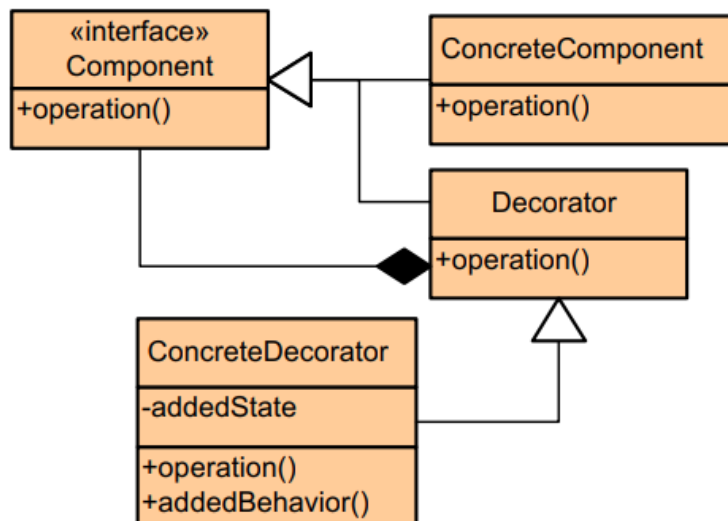 «interface»
Component
+operation()
ConcreteComponent
+operation()
Decorator
+operation()
ConcreteDecorator
-addedState
+operation()
+addedBehavior()